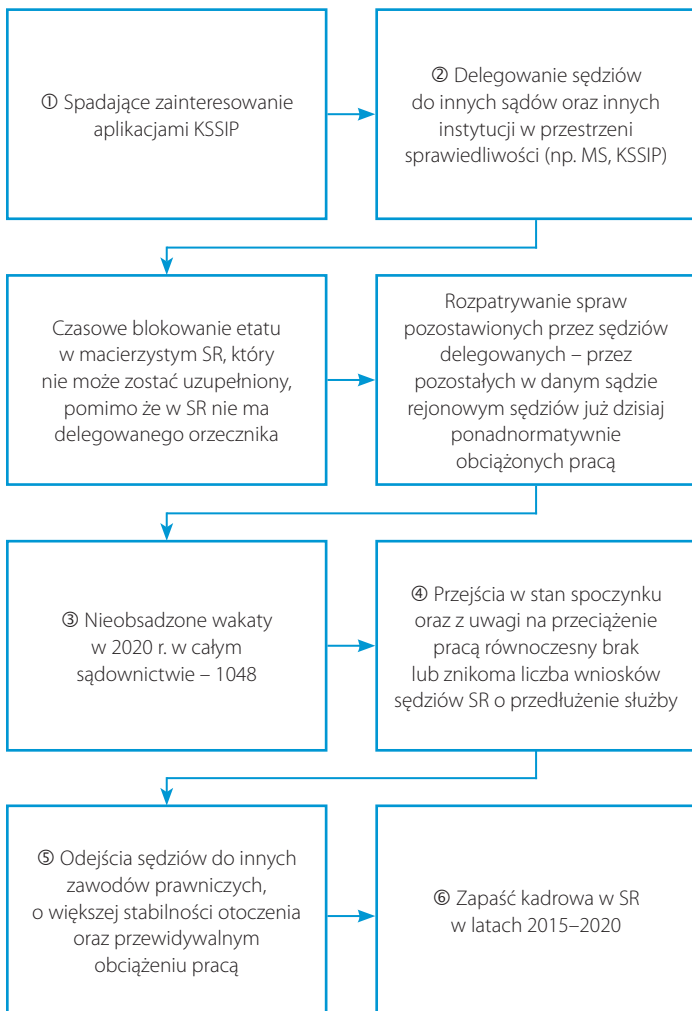 ① Spadające zainteresowanie
aplikacjami KSSIP
② Delegowanie sędziów
do innych sądów oraz innych
instytucji w przestrzeni
sprawiedliwości (np. MS, KSSIP)
Czasowe blokowanie etatu
w macierzystym SR, który
nie może zostać uzupełniony,
pomimo że w SR nie ma
delegowanego orzecznika
Rozpatrywanie spraw
pozostawionych przez sędziów
delegowanych – przez
pozostałych w danym sądzie
rejonowym sędziów już dzisiaj
ponadnormatywnie
obciążonych pracą
③ Nieobsadzone wakaty
w 2020 r. w całym
sądownictwie – 1048
④ Przejścia w stan spoczynku
oraz z uwagi na przeciążenie
pracą równoczesny brak
lub znikoma liczba wniosków
sędziów SR o przedłużenie służby
⑤ Odejścia sędziów do innych
zawodów prawniczych,
o większej stabilności otoczenia
oraz przewidywalnym
obciążeniu pracą
⑥ Zapaść kadrowa w SR
w latach 2015–2020